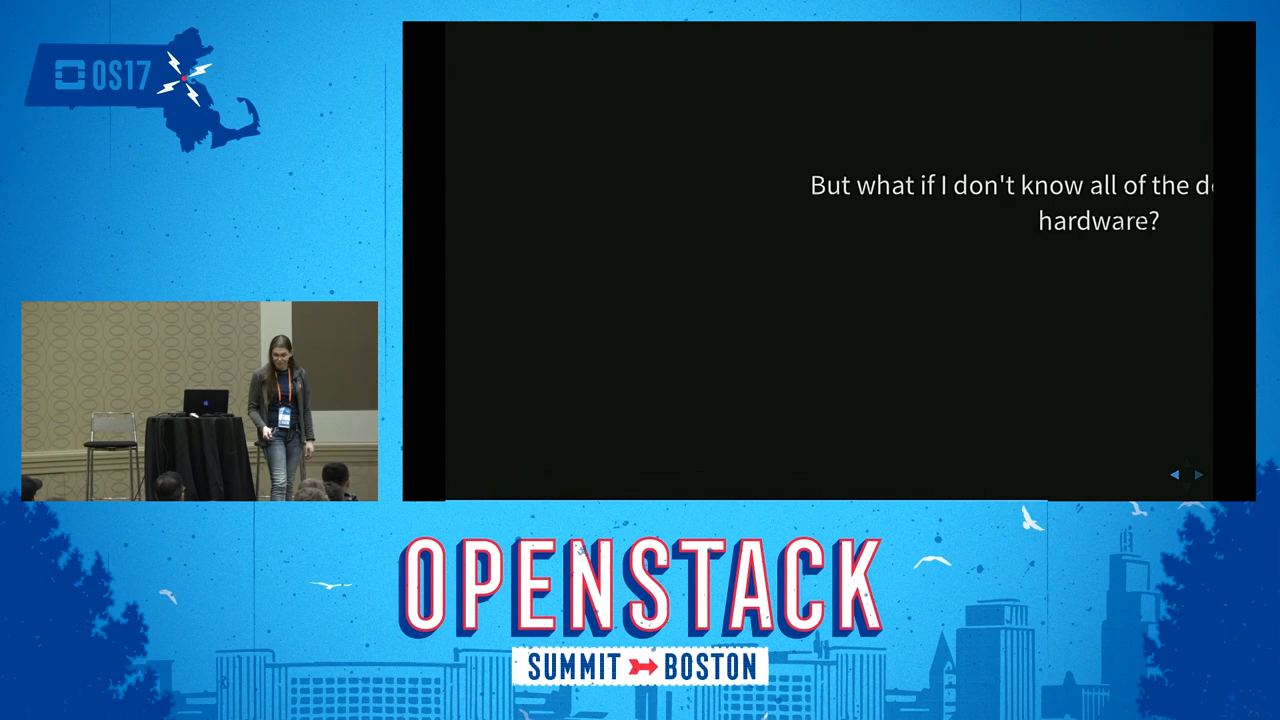 OS17
But what if I don't know all of the
hardware?
OPENSTACK
SUMMIT BOSTON